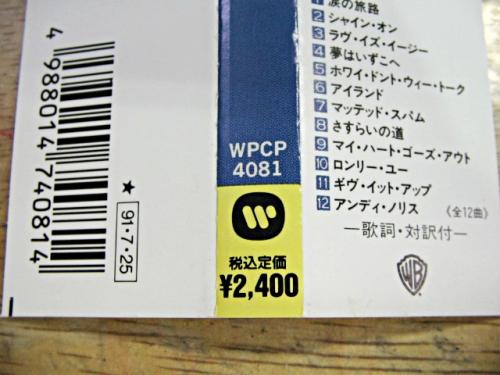 1 涙の旅路
2 シャイン・オン
3 ラヴ・イズ・イージー
4 夢はいずこへ
5 ホワイ・ドント・ウィー・トーク
6 アイランド
7 マッテッド・スパム
8 さすらいの道
9 マイ・ハート・ゴーズ・アウト
10 ロンリー・ユー
11 ギヴ・イット・アップ
12 アンディ・ノリス
《全12曲》
—歌詞・対訳付—
WB
WPCP
4081
税込定価
¥2,400
4 988014 740814
★
91・7・25